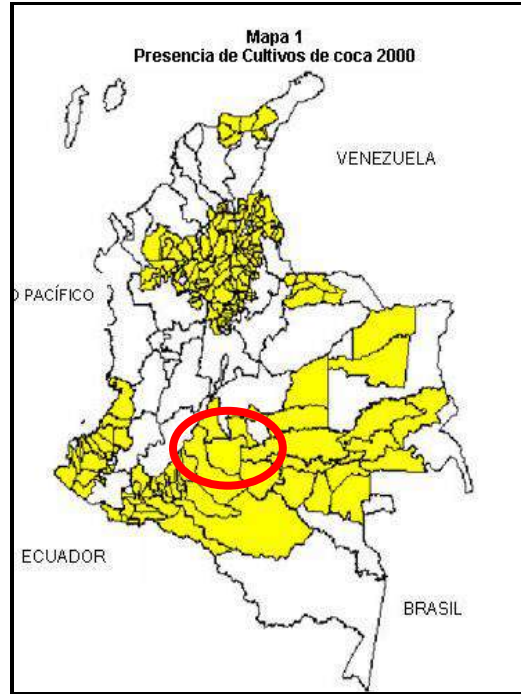 Mapa 1
Presencia de Cultivos de coca 2000
VENEZUELA
O PACÍFICO
ECUADOR
BRASIL